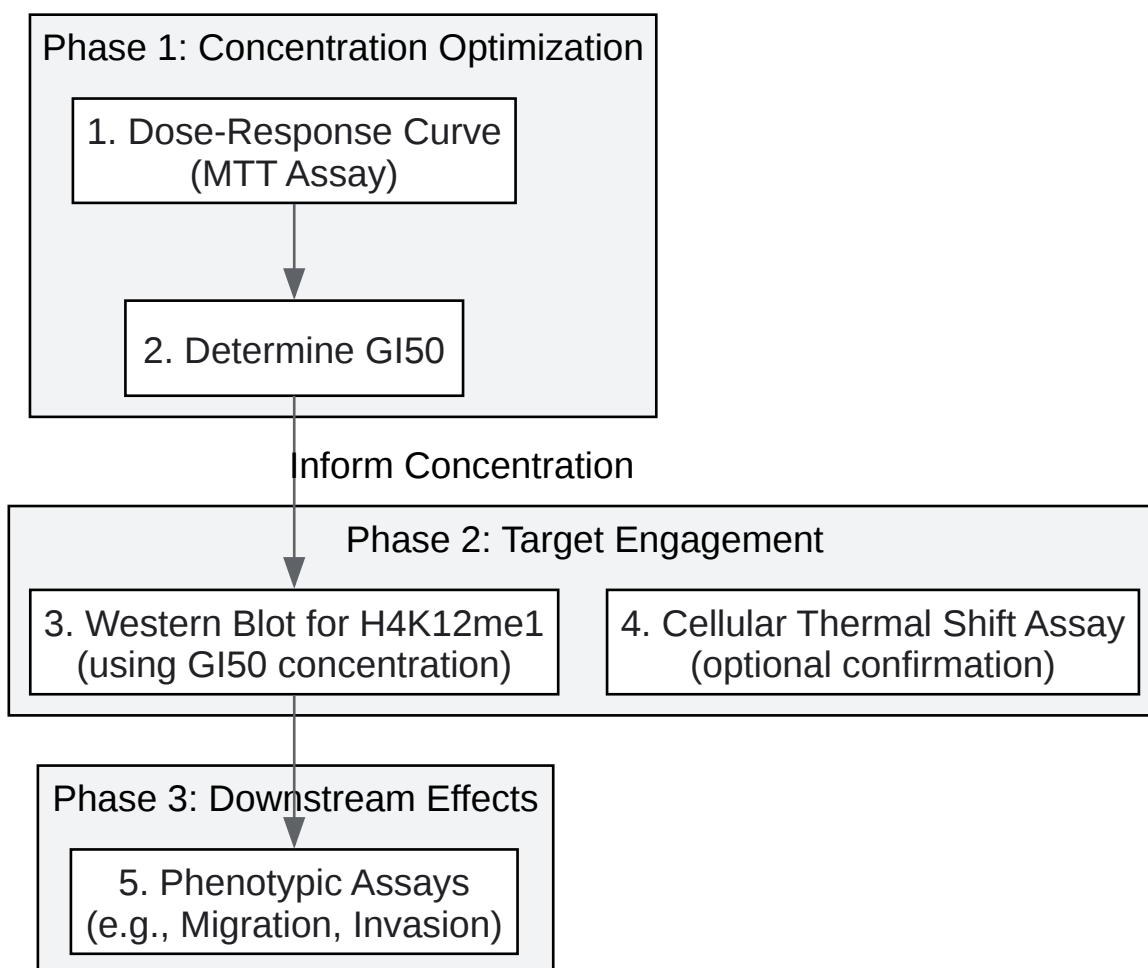 Phase 1: Concentration Optimization
1. Dose-Response Curve
(MTT Assay)
2. Determine GI50
Inform Concentration
Phase 2: Target Engagement
3. Western Blot for H4K12me1
(using GI50 concentration)
4. Cellular Thermal Shift Assay
(optional confirmation)
Phase 3: Downstream Effects
5. Phenotypic Assays
(e.g., Migration, Invasion)